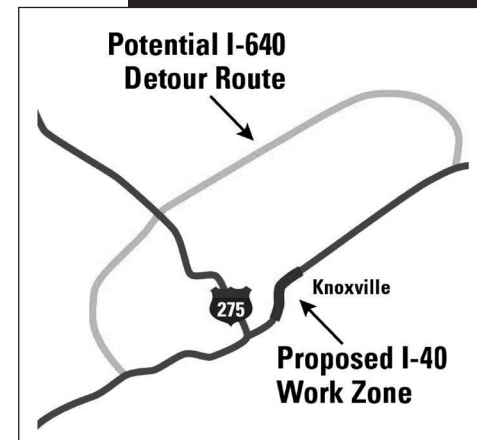 Potential I-640
Detour Route
Knoxville
275
Proposed I-40
Work Zone